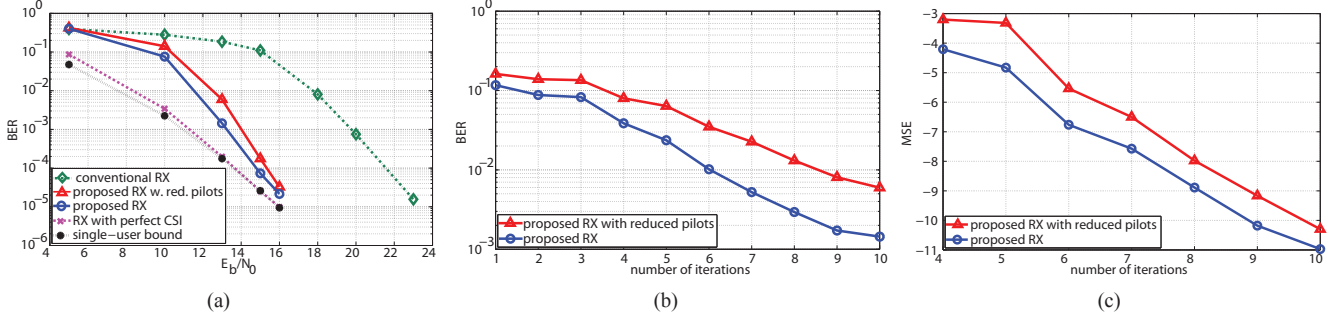 10^0
10^-1
10^-2
10^-3
10^-4
10^-5
10^-6
BER
conventional RX
proposed RX w. red. pilots
proposed RX
RX with perfect CSI
single-user bound
4 6 8 10 12 14 16 18 20 22 24
E_b/N_0
(a)
10^0
10^-1
10^-2
10^-3
BER
proposed RX with reduced pilots
proposed RX
1 2 3 4 5 6 7 8 9 10
number of iterations
(b)
-3
-4
-5
-6
-7
-8
-9
-10
-11
MSE
proposed RX with reduced pilots
proposed RX
4 5 6 7 8 9 10
number of iterations
(c)